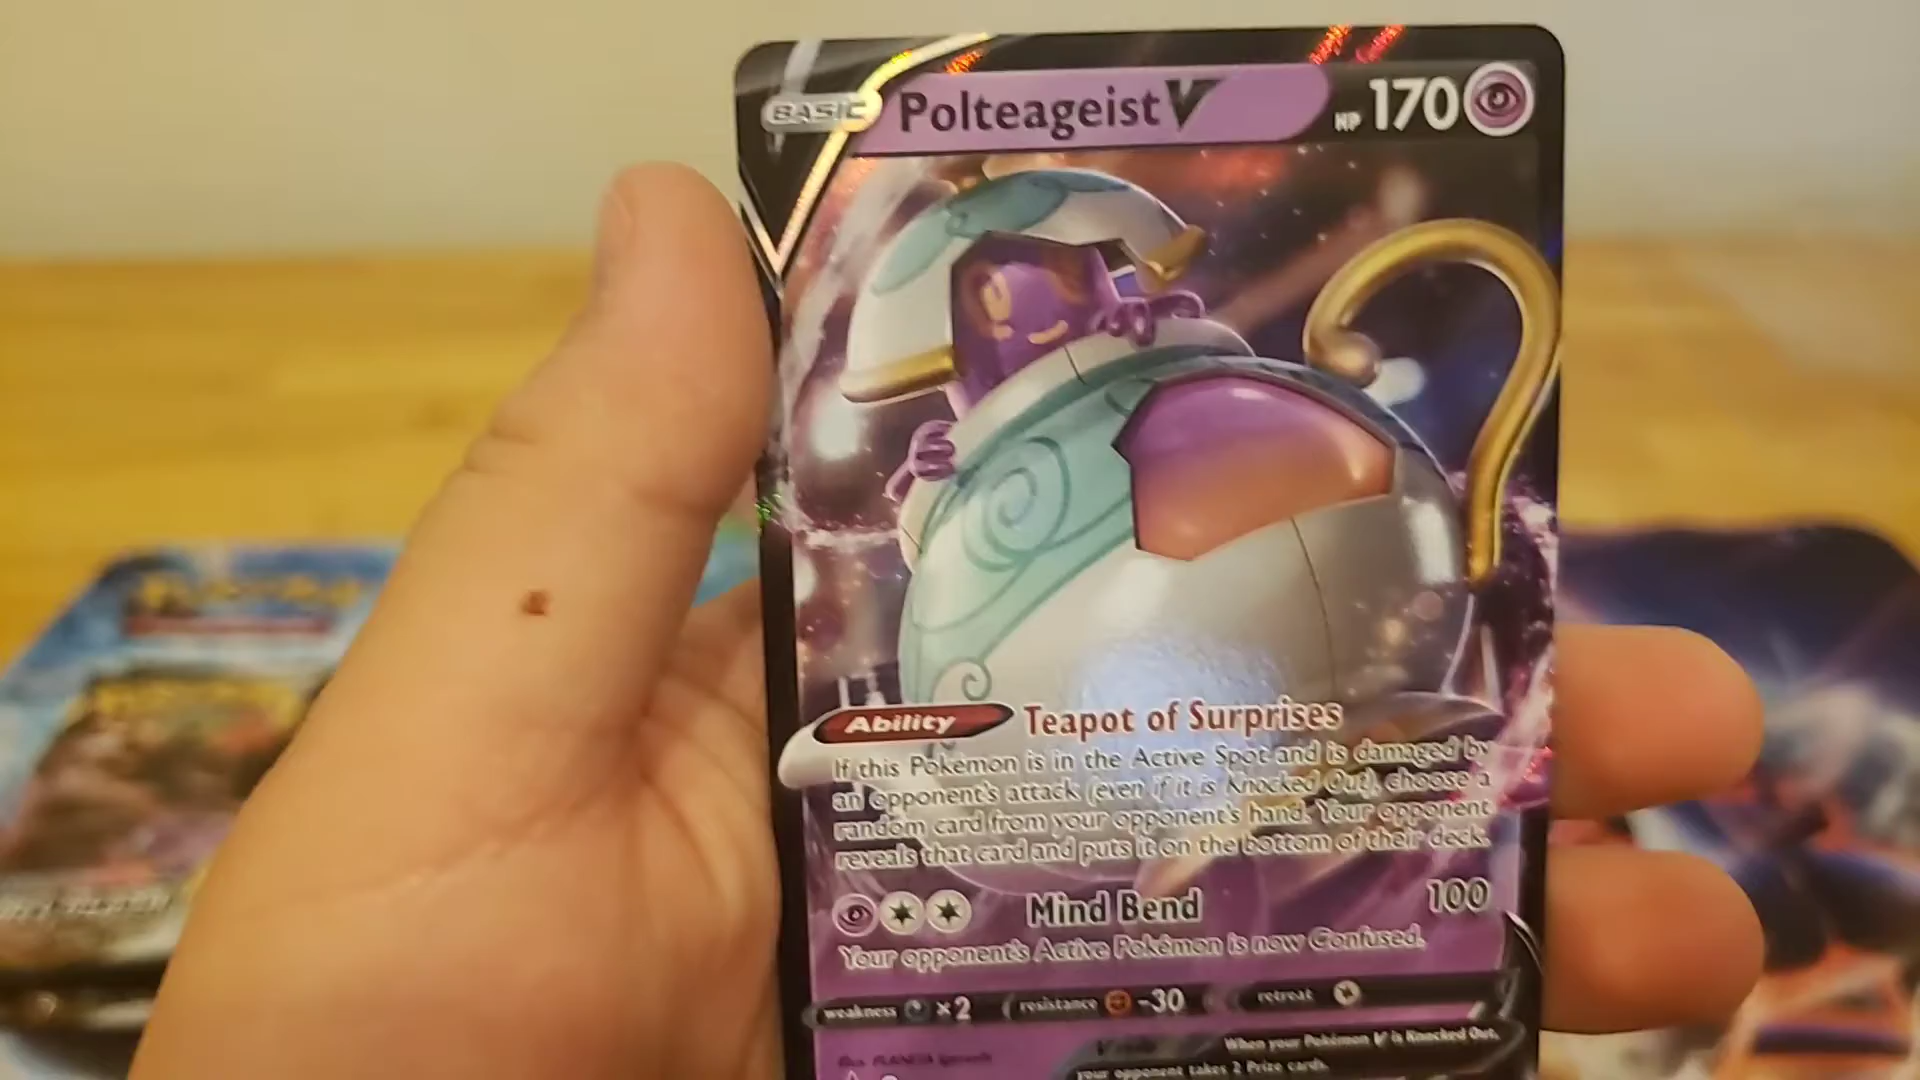 BASIC Polteageist V HP 170
Ability Teapot of Surprises
If this Pokémon is in the Active Spot and is damaged by
an opponent's attack (even if it is Knocked Out), choose a
random card from your opponent's hand. Your opponent
reveals that card and puts it on the bottom of their deck.
Mind Bend 100
Your opponent's Active Pokémon is now Confused.
weakness ×2 resistance -30 retreat
V rule When your Pokémon V is Knocked Out,
your opponent takes 2 Prize cards.
Illus. PLANETA